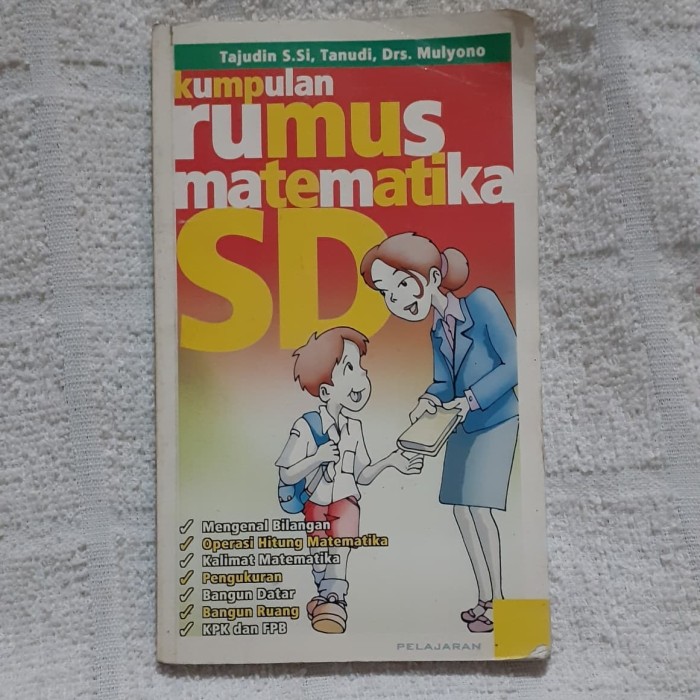 Tajudin S.Si, Tanudi, Drs. Mulyono
kumpulan
rumus
matematika
SD
✓ Mengenal Bilangan
✓ Operasi Hitung Matematika
✓ Kalimat Matematika
✓ Pengukuran
✓ Bangun Datar
✓ Bangun Ruang
✓ KPK dan FPB
PELAJARAN